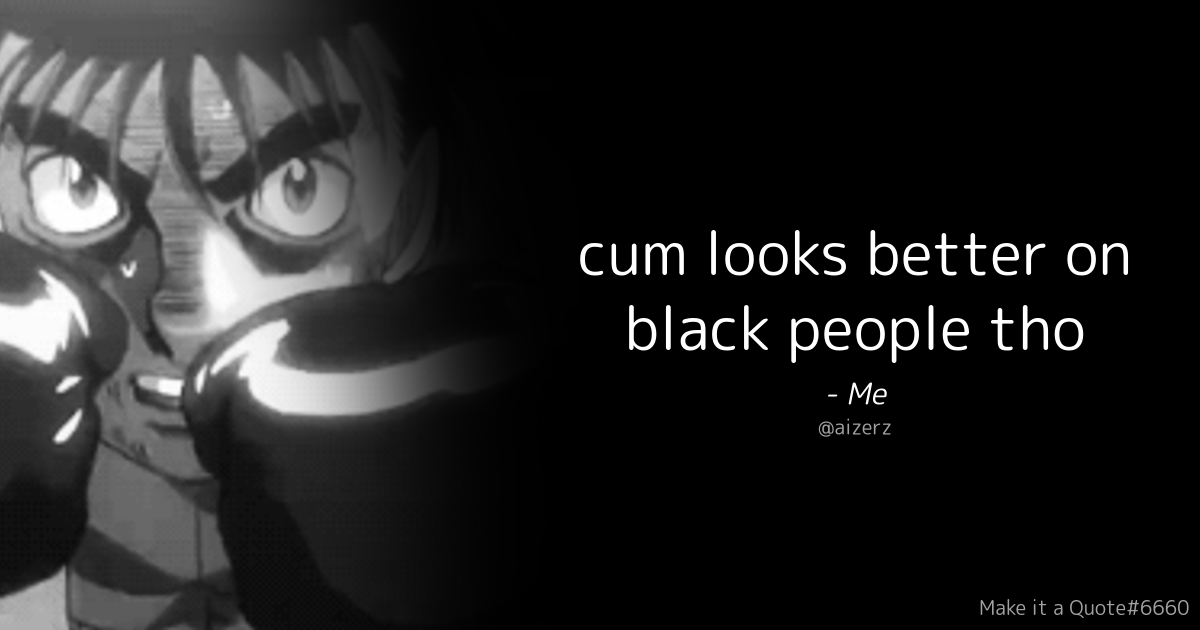 cum looks better on
black people tho
- Me
@aizerz
Make it a Quote#6660